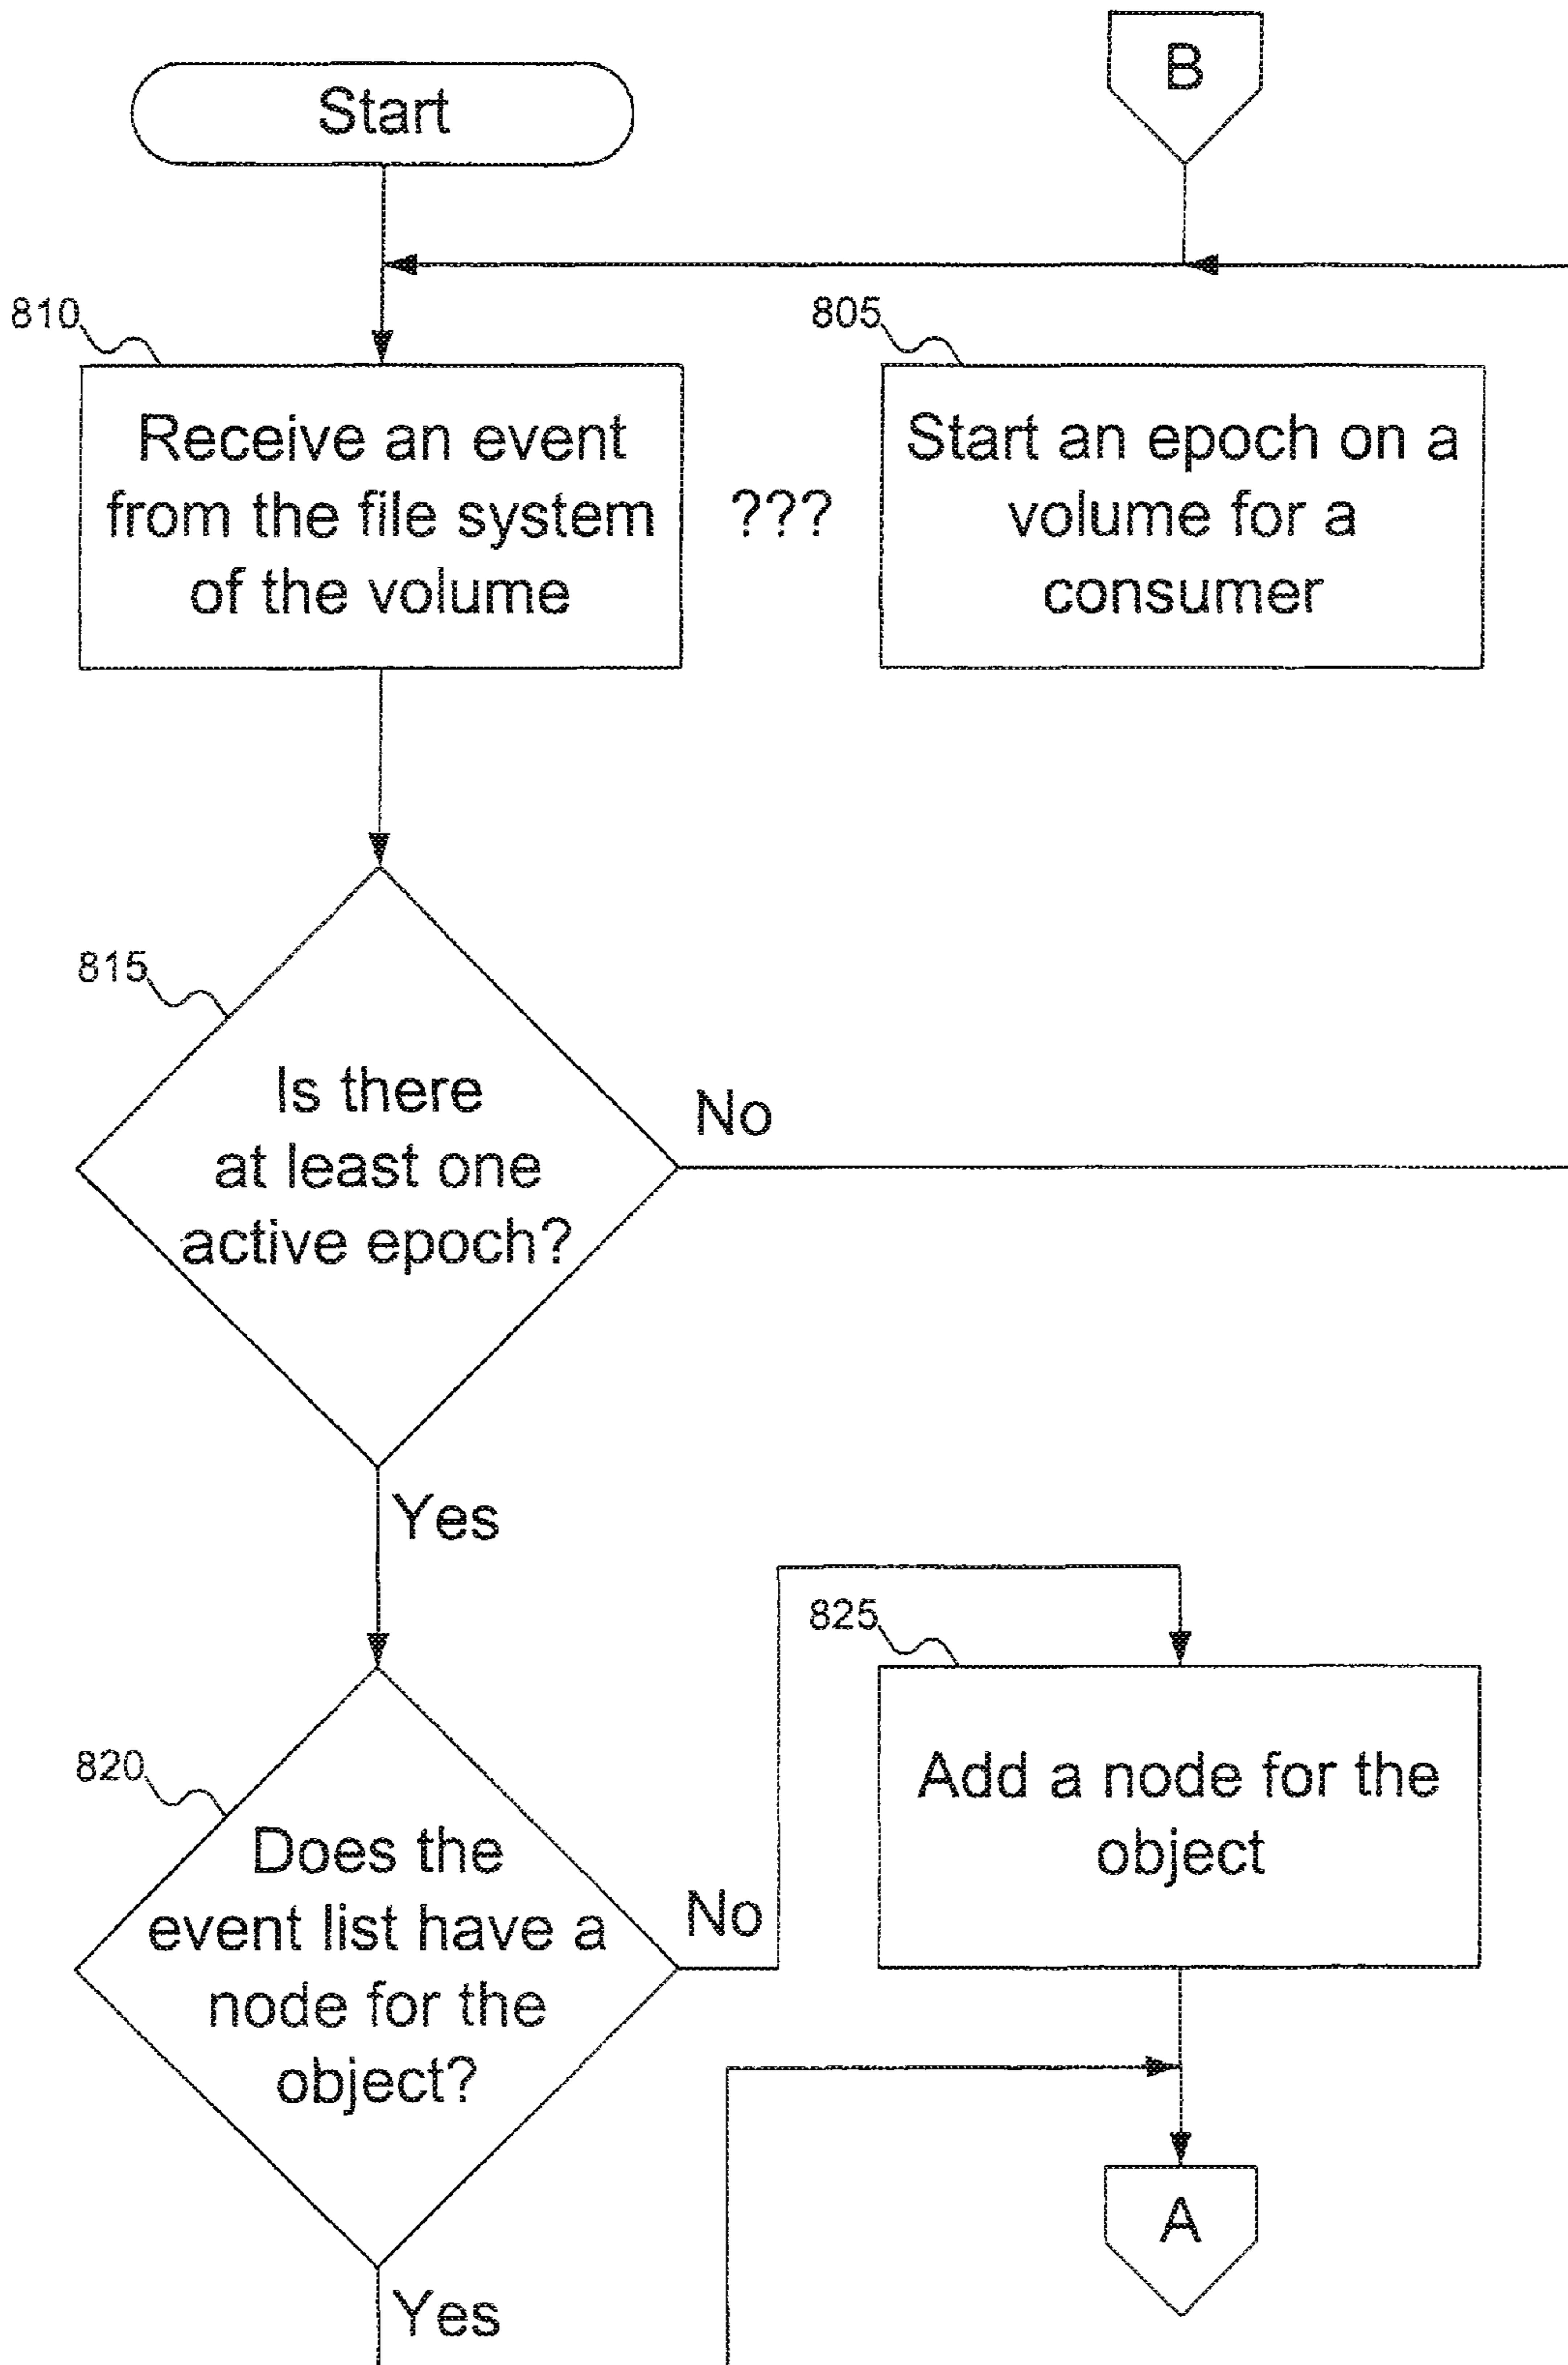 Start
B
810
805
Receive an event
from the file system
of the volume
???
Start an epoch on a
volume for a
consumer
815
Is there
at least one
active epoch?
No
Yes
825
Add a node for the
object
820
Does the
event list have a
node for the
object?
No
A
Yes